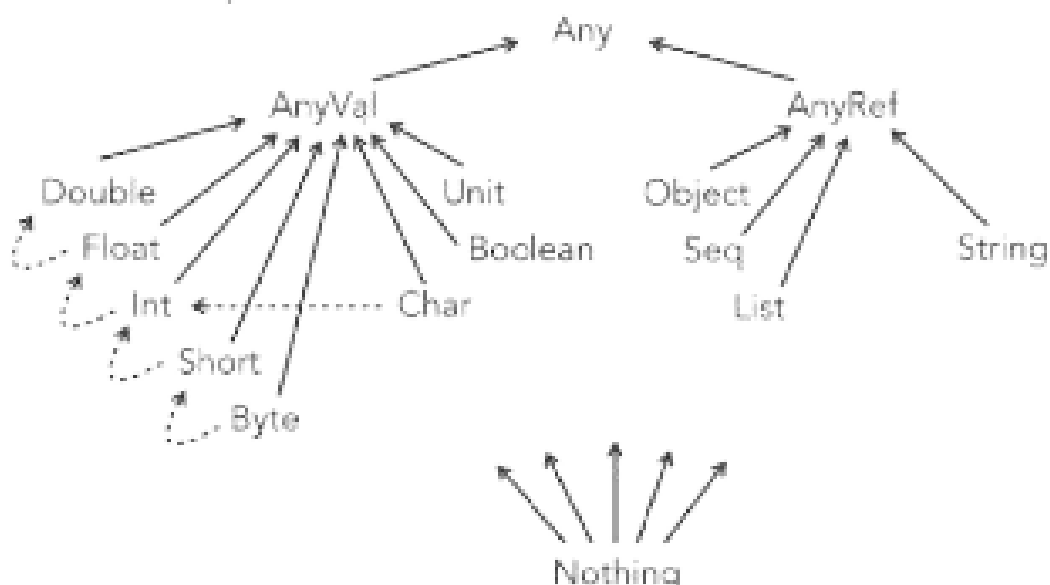 Any
AnyVal AnyRef
Double Unit Object
Float Boolean Seq String
Int Char List
Short
Byte
Nothing